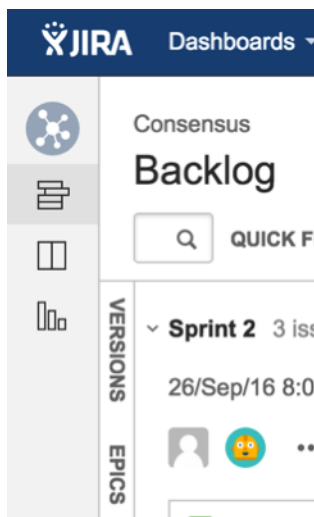 JIRA Dashboards
Consensus
Backlog
QUICK F
VERSIONS
Sprint 2 3 iss
26/Sep/16 8:0
EPICS